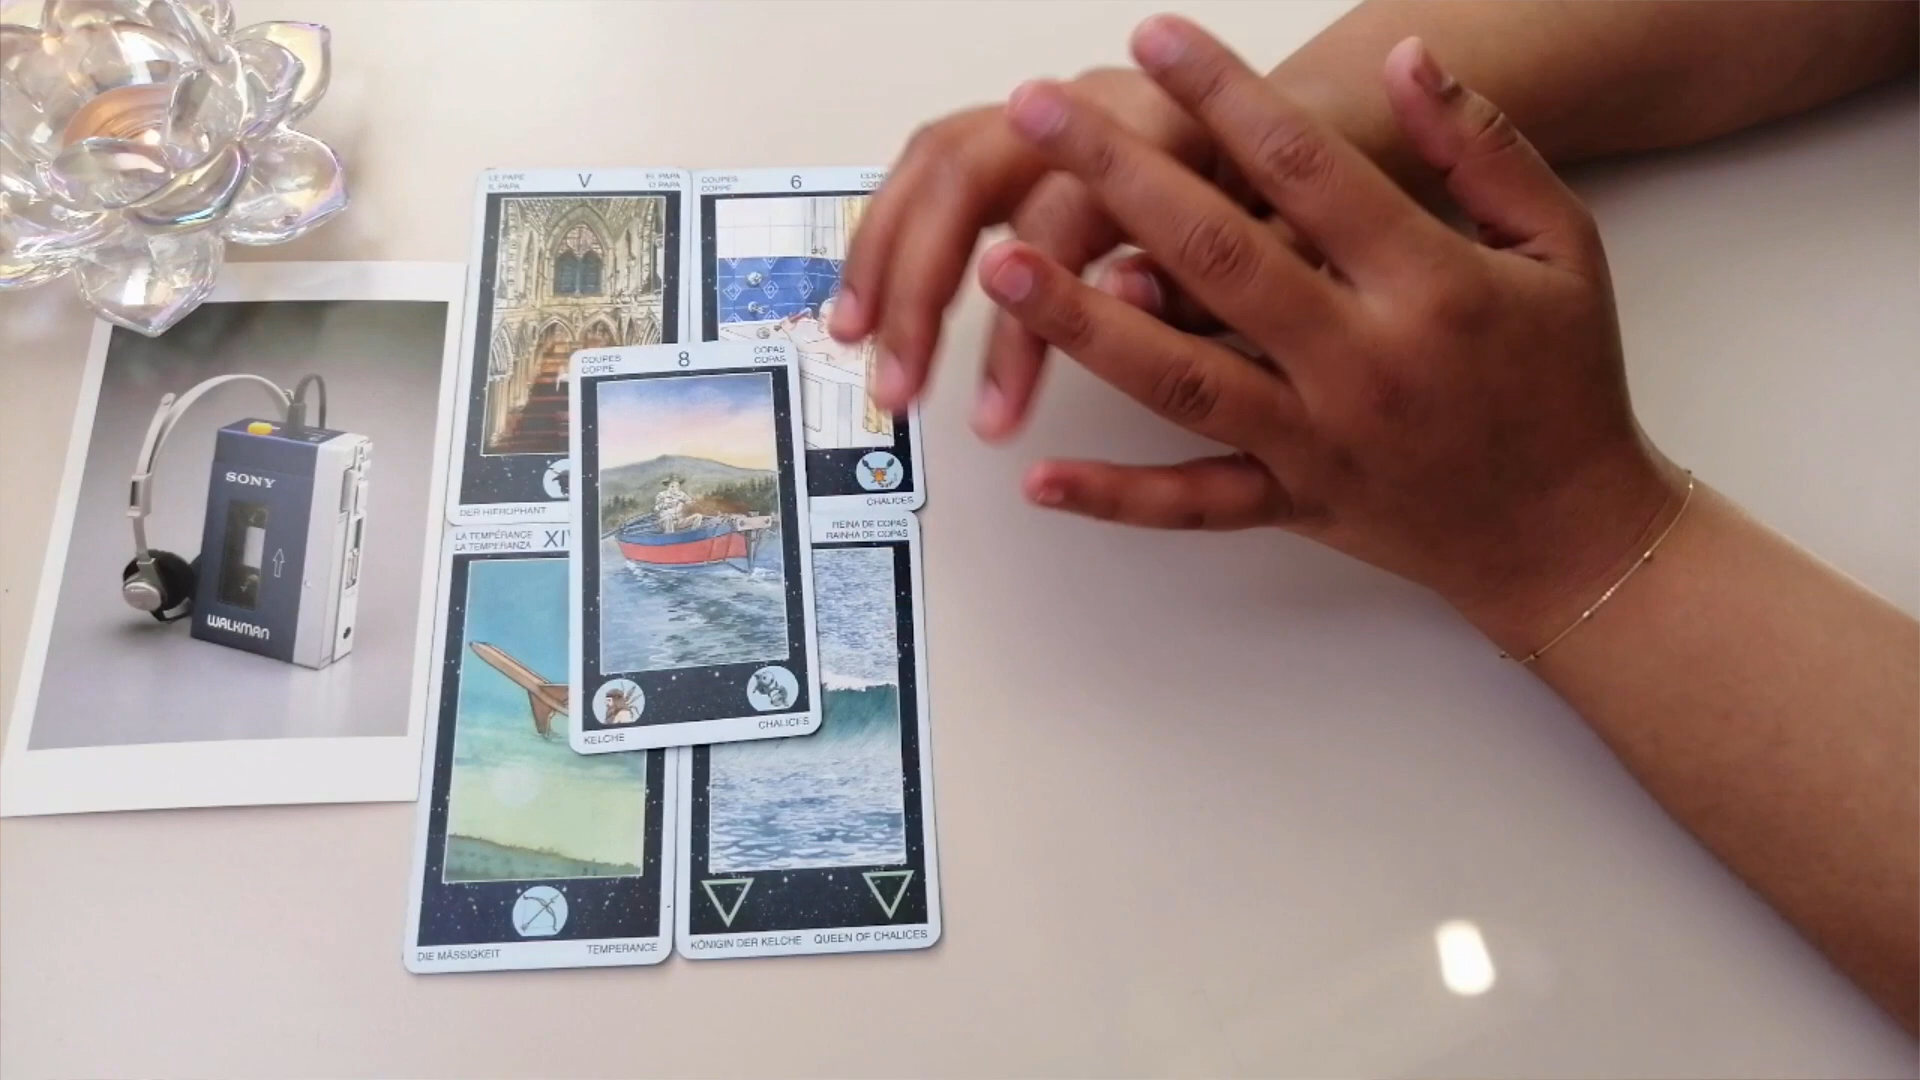 LE PAPE
IL PAPA
V
EL PAPA
O PAPA
COUPES
COPPE
6
COUPES
COPPE
8
COPAS
COPAS
SONY
WALKMAN
CHALICES
DER HIEROPHANT
LA TEMPÉRANCE
LA TEMPERANZA
REINA DE COPAS
RAINHA DE COPAS
KELCHE
CHALICES
DIE MÄSSIGKEIT
TEMPERANCE
KÖNIGIN DER KELCHE
QUEEN OF CHALICES